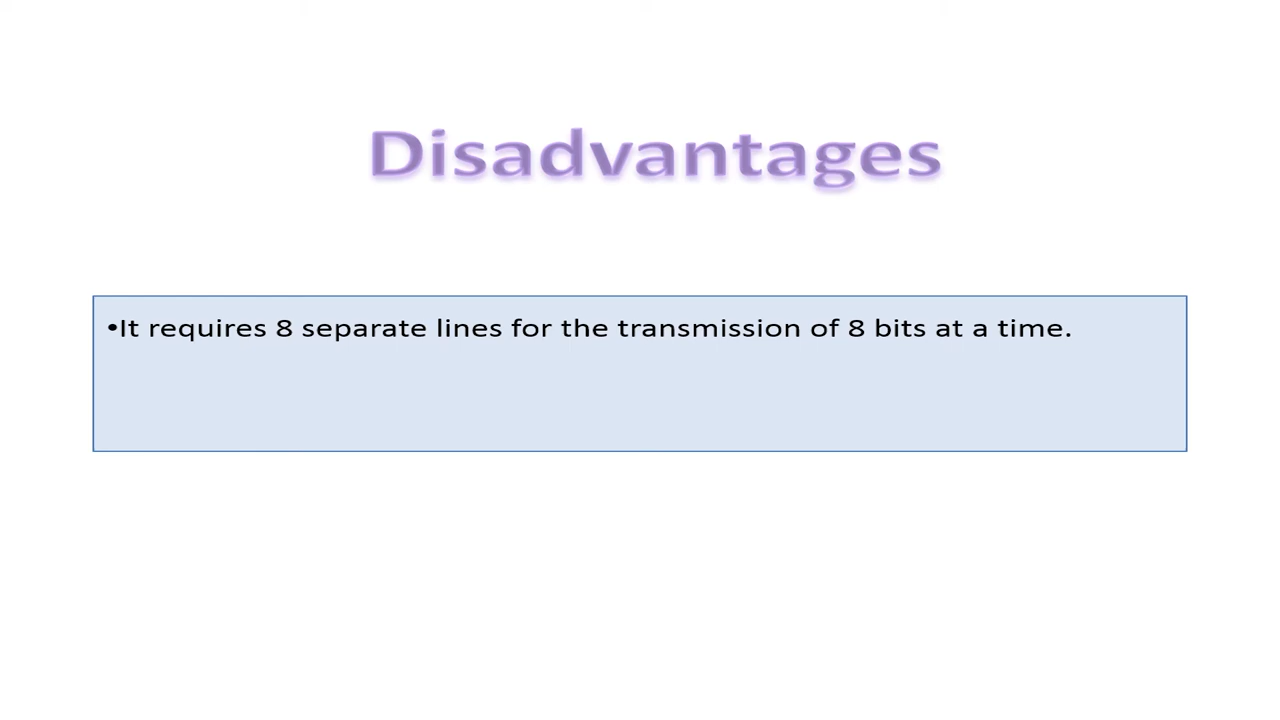 Disadvantages
•It requires 8 separate lines for the transmission of 8 bits at a time.